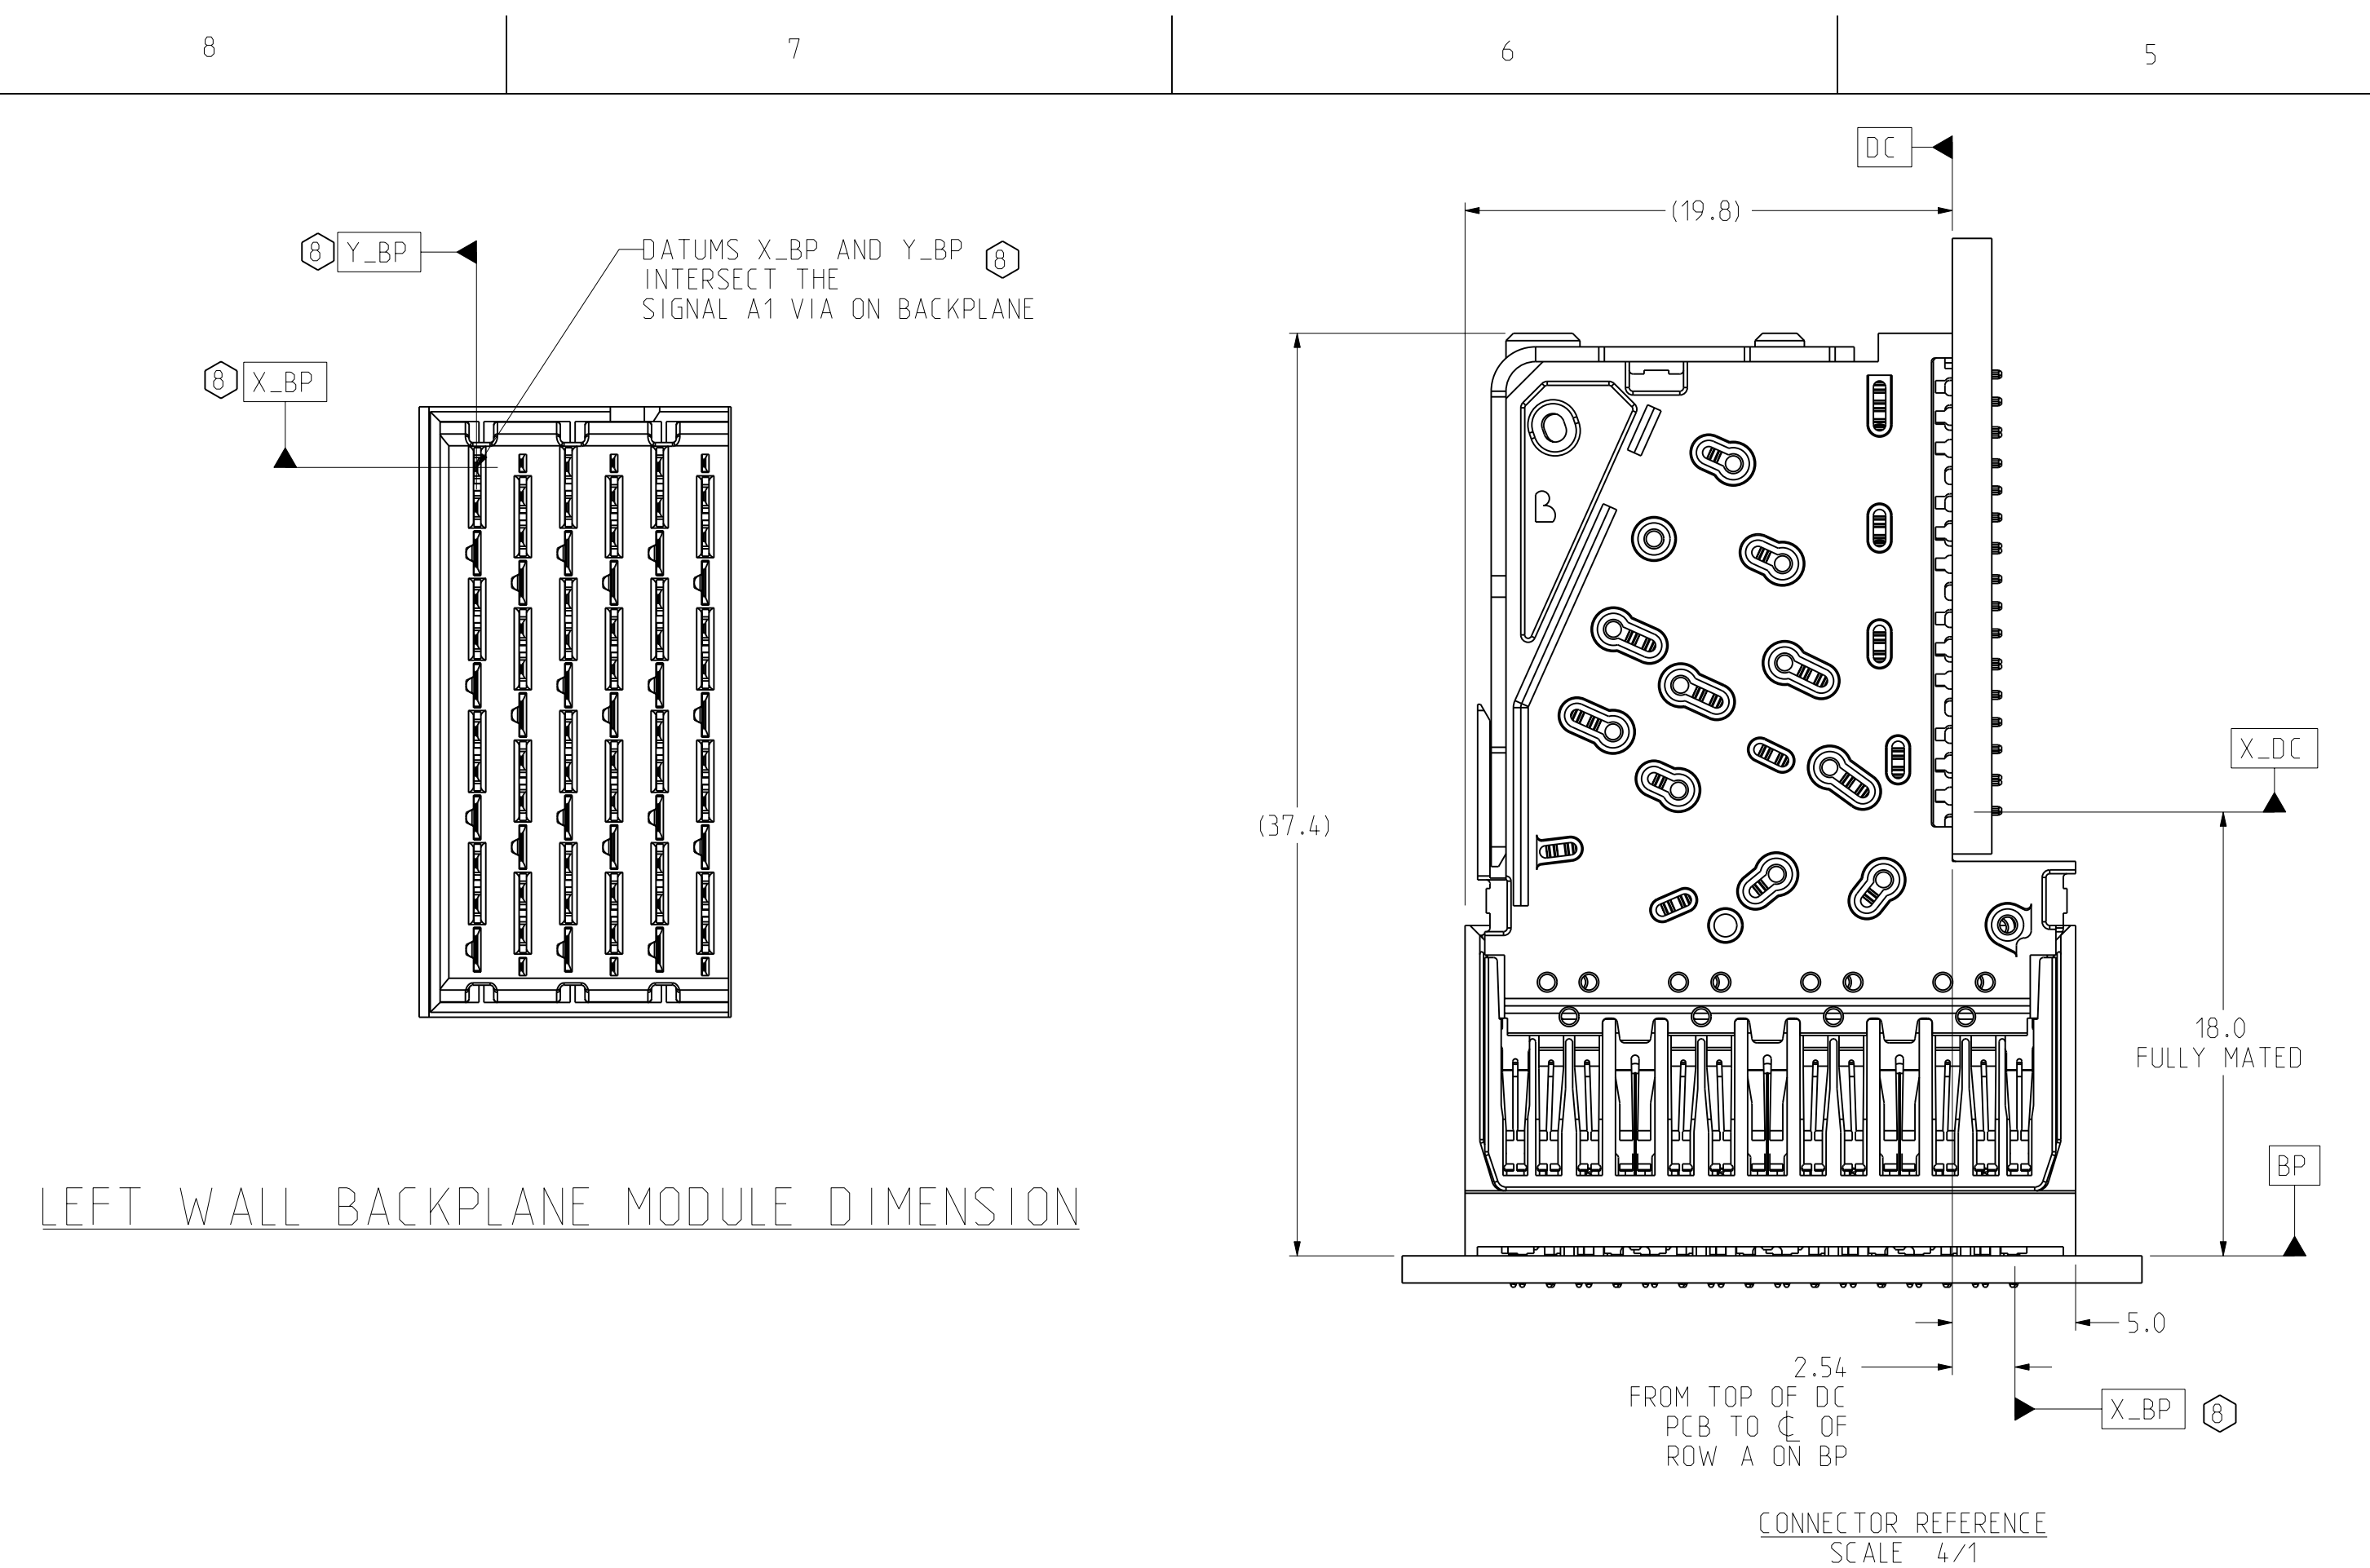 8
7
6
5
DC
(19.8)
8 Y_BP
DATUMS X_BP AND Y_BP 8
INTERSECT THE
SIGNAL A1 VIA ON BACKPLANE
8 X_BP
B
X_DC
(37.4)
18.0
FULLY MATED
BP
LEFT WALL BACKPLANE MODULE DIMENSION
5.0
2.54
FROM TOP OF DC
PCB TO ℄ OF
ROW A ON BP
X_BP 8
CONNECTOR REFERENCE
SCALE 4/1